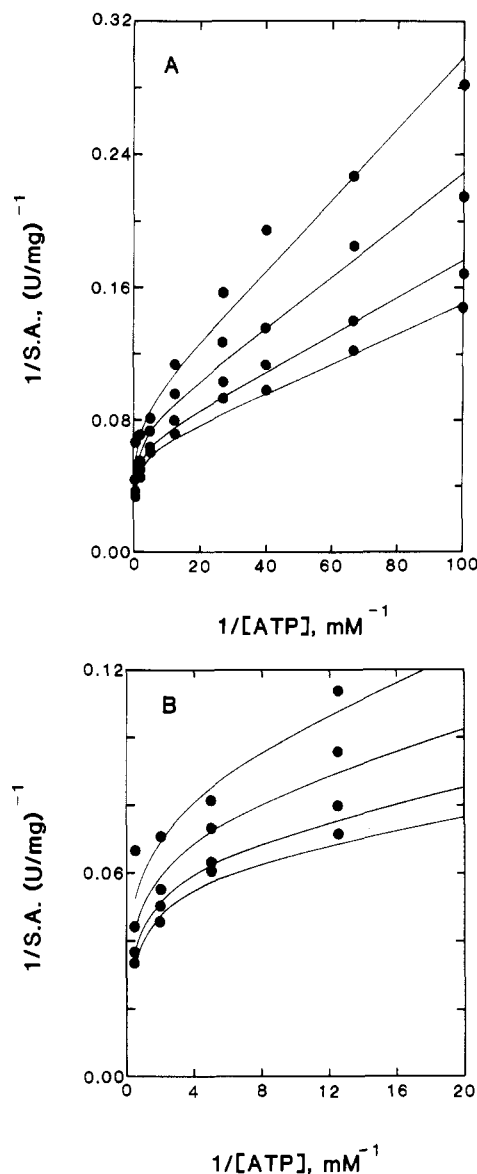 A
0.32
0.24
0.16
0.08
0.00
1/S.A., (U/mg)⁻¹
0 20 40 60 80 100
1/[ATP], mM⁻¹
B
0.12
0.06
0.00
1/S.A. (U/mg)⁻¹
0 4 8 12 16 20
1/[ATP], mM⁻¹